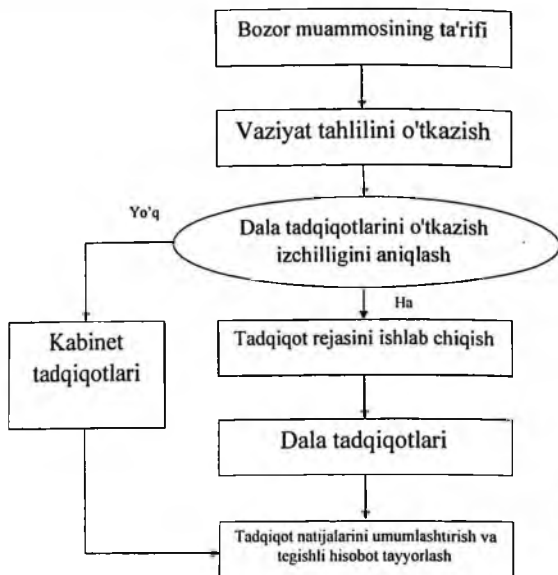 Bozor muammosining ta'rifi
Vaziyat tahlilini o'tkazish
Yo'q
Dala tadqiqotlarini o'tkazish
izchilligini aniqlash
Ha
Kabinet
tadqiqotlari
Tadqiqot rejasini ishlab chiqish
Dala tadqiqotlari
Tadqiqot natijalarini umumlashtirish va
tegishli hisobot tayyorlash